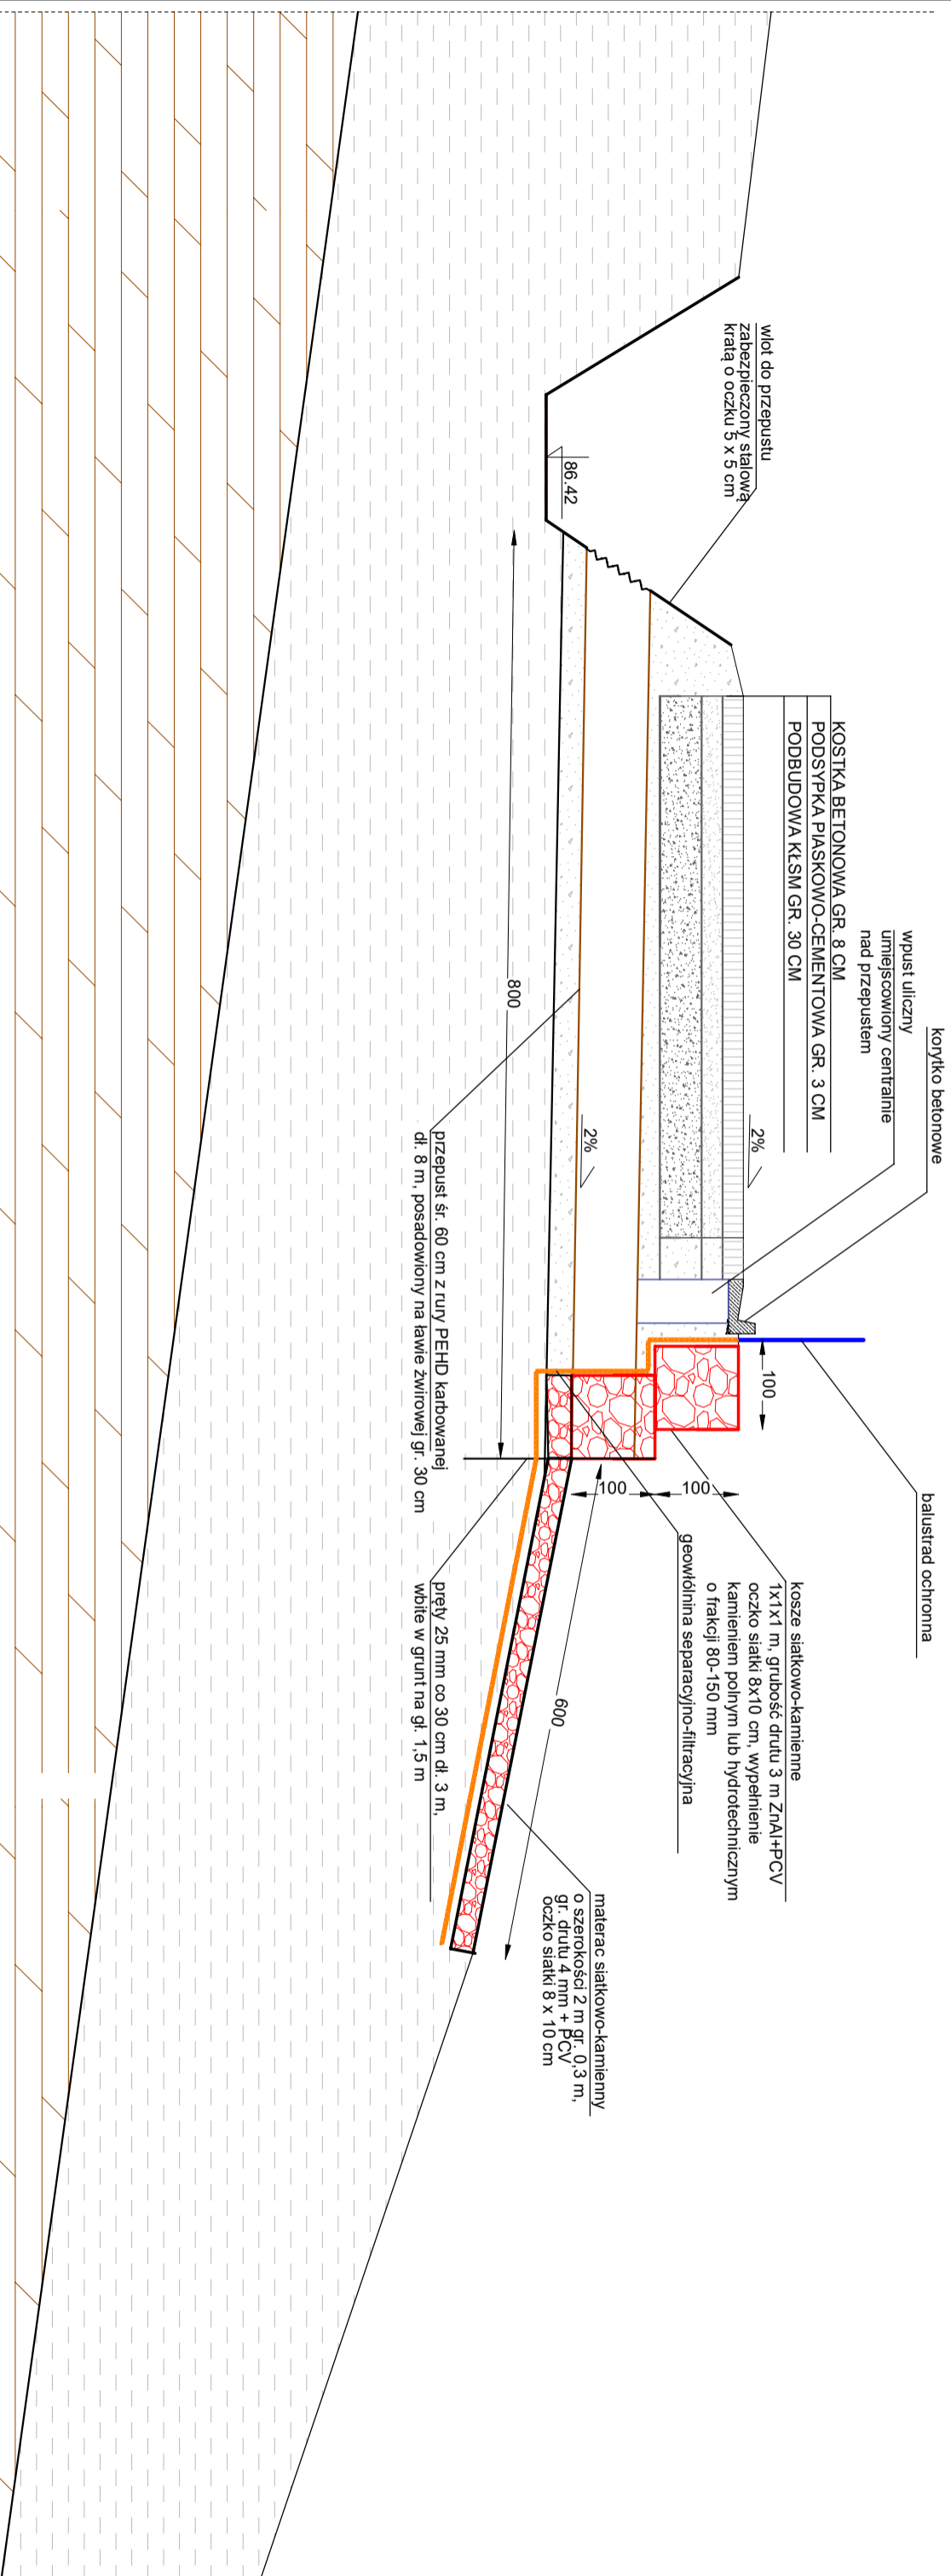 korytko betonowe
wpust uliczny
umiejscowiony centralnie
nad przepustem
KOSTKA BETONOWA GR. 8 CM
PODSYPKA PIASKOWO-CEMENTOWA GR. 3 CM
PODBUDOWA KŁSM GR. 30 CM
wlot do przepustu
zabezpieczony stalową
kratą o oczku 5 x 5 cm
86.42
800
2%
2%
przepust śr. 60 cm z rury PEHD karbowanej
dł. 8 m, posadowiony na ławie żwirowej gr. 30 cm
balustrad ochronna
100
100
100
kosze siatkowo-kamienne
1x1x1 m, grubość drutu 3 m ZnAl+PCV
oczko siatki 8x10 cm, wypełnienie
kamieniem polnym lub hydrotechnicznym
o frakcji 80-150 mm
geowłólnina separacyjno-filtracyjna
600
materac siatkowo-kamienny
o szerokości 2 m gr. 0,3 m,
gr. drutu 4 mm + PCV
oczko siatki 8 x 10 cm
pręty 25 mm co 30 cm dł. 3 m,
wbite w grunt na gł. 1,5 m